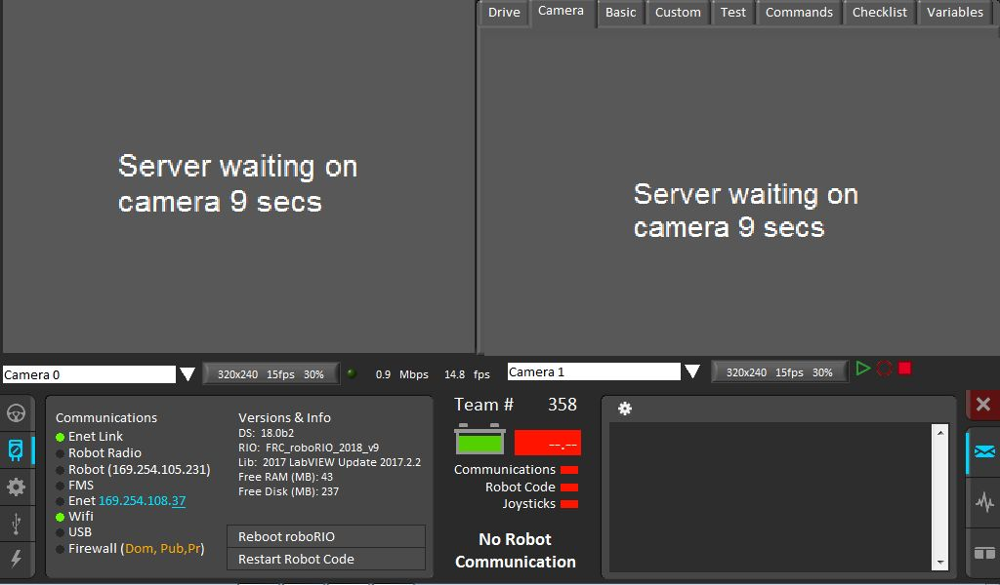 Drive Camera Basic Custom Test Commands Checklist Variables
Server waiting on
camera 9 secs
Server waiting on
camera 9 secs
Camera 0
320x240 15fps 30%
0.9 Mbps 14.8 fps
Camera 1
320x240 15fps 30%
Communications
Enet Link
Robot Radio
Robot (169.254.105.231)
FMS
Enet 169.254.108.37
Wifi
USB
Firewall (Dom, Pub,Pr)
Versions & Info
DS: 18.0b2
RIO: FRC_roboRIO_2018_v9
Lib: 2017 LabVIEW Update 2017.2.2
Free RAM (MB): 43
Free Disk (MB): 237
Reboot roboRIO
Restart Robot Code
Team # 358
--.--
Communications
Robot Code
Joysticks
No Robot
Communication